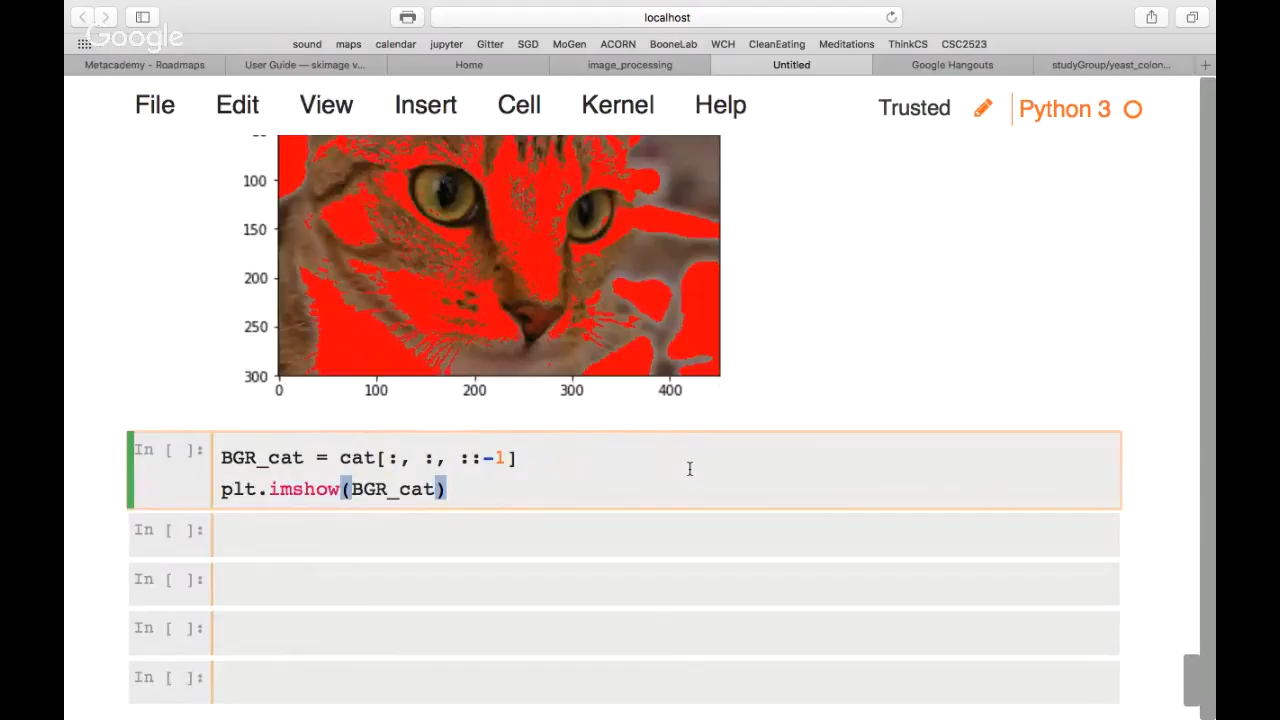 localhost
Google
sound maps calendar jupyter Gitter SGD MoGen ACORN BooneLab WCH CleanEating Meditations ThinkCS CSC2523
Metacademy - Roadmaps User Guide — skimage v... Home image_processing Untitled Google Hangouts studyGroup/yeast_colon...
File Edit View Insert Cell Kernel Help Trusted Python 3
100
150
200
250
300
0 100 200 300 400
In [ ]: BGR_cat = cat[:, :, ::-1]
plt.imshow(BGR_cat)
In [ ]:
In [ ]:
In [ ]:
In [ ]: